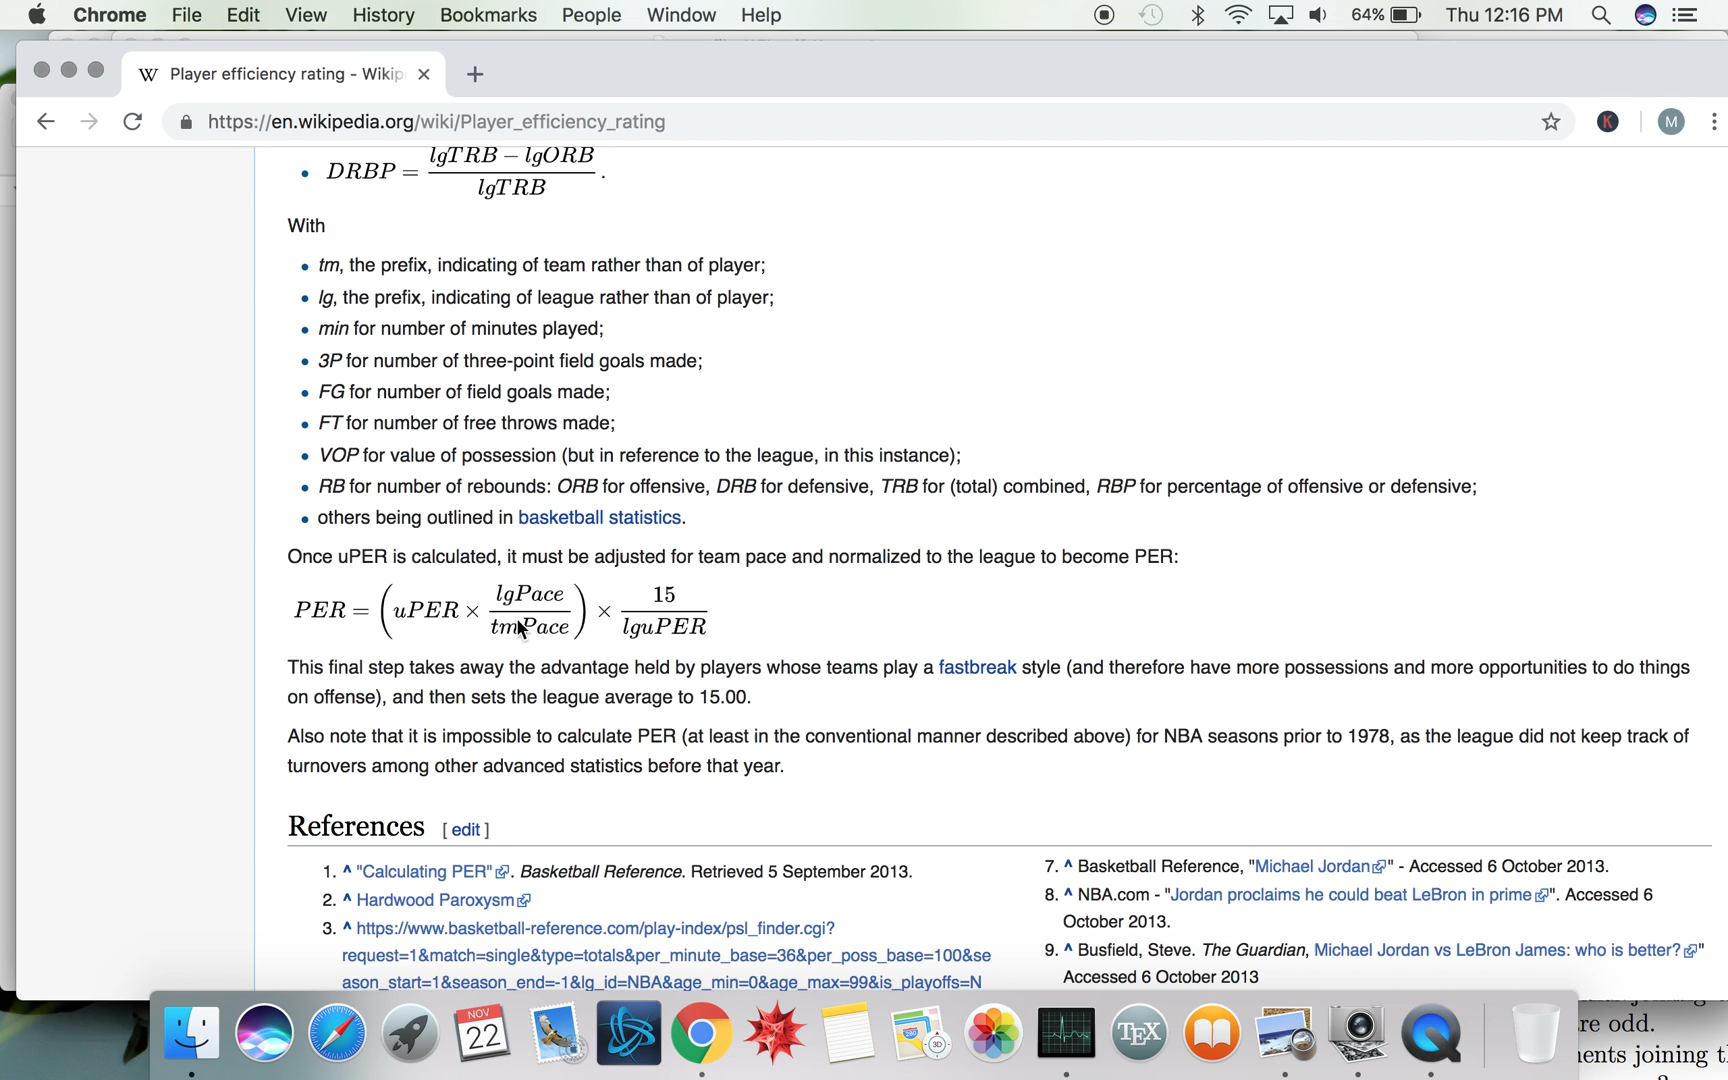 Chrome File Edit View History Bookmarks People Window Help 64% Thu 12:16 PM
W Player efficiency rating - Wikip
https://en.wikipedia.org/wiki/Player_efficiency_rating K M
DRBP = (lgTRB − lgORB) / lgTRB .
With
• tm, the prefix, indicating of team rather than of player;
• lg, the prefix, indicating of league rather than of player;
• min for number of minutes played;
• 3P for number of three-point field goals made;
• FG for number of field goals made;
• FT for number of free throws made;
• VOP for value of possession (but in reference to the league, in this instance);
• RB for number of rebounds: ORB for offensive, DRB for defensive, TRB for (total) combined, RBP for percentage of offensive or defensive;
• others being outlined in basketball statistics.
Once uPER is calculated, it must be adjusted for team pace and normalized to the league to become PER:
PER = (uPER × lgPace / tmPace) × 15 / lguPER
This final step takes away the advantage held by players whose teams play a fastbreak style (and therefore have more possessions and more opportunities to do things
on offense), and then sets the league average to 15.00.
Also note that it is impossible to calculate PER (at least in the conventional manner described above) for NBA seasons prior to 1978, as the league did not keep track of
turnovers among other advanced statistics before that year.
References [ edit ]
1. ^ "Calculating PER". Basketball Reference. Retrieved 5 September 2013.
2. ^ Hardwood Paroxysm
3. ^ https://www.basketball-reference.com/play-index/psl_finder.cgi?
request=1&match=single&type=totals&per_minute_base=36&per_poss_base=100&se
ason_start=1&season_end=-1&lg_id=NBA&age_min=0&age_max=99&is_playoffs=N
7. ^ Basketball Reference, "Michael Jordan" - Accessed 6 October 2013.
8. ^ NBA.com - "Jordan proclaims he could beat LeBron in prime". Accessed 6
October 2013.
9. ^ Busfield, Steve. The Guardian, Michael Jordan vs LeBron James: who is better?"
Accessed 6 October 2013
NOV
22
3D
TEX
re odd.
ents joining t